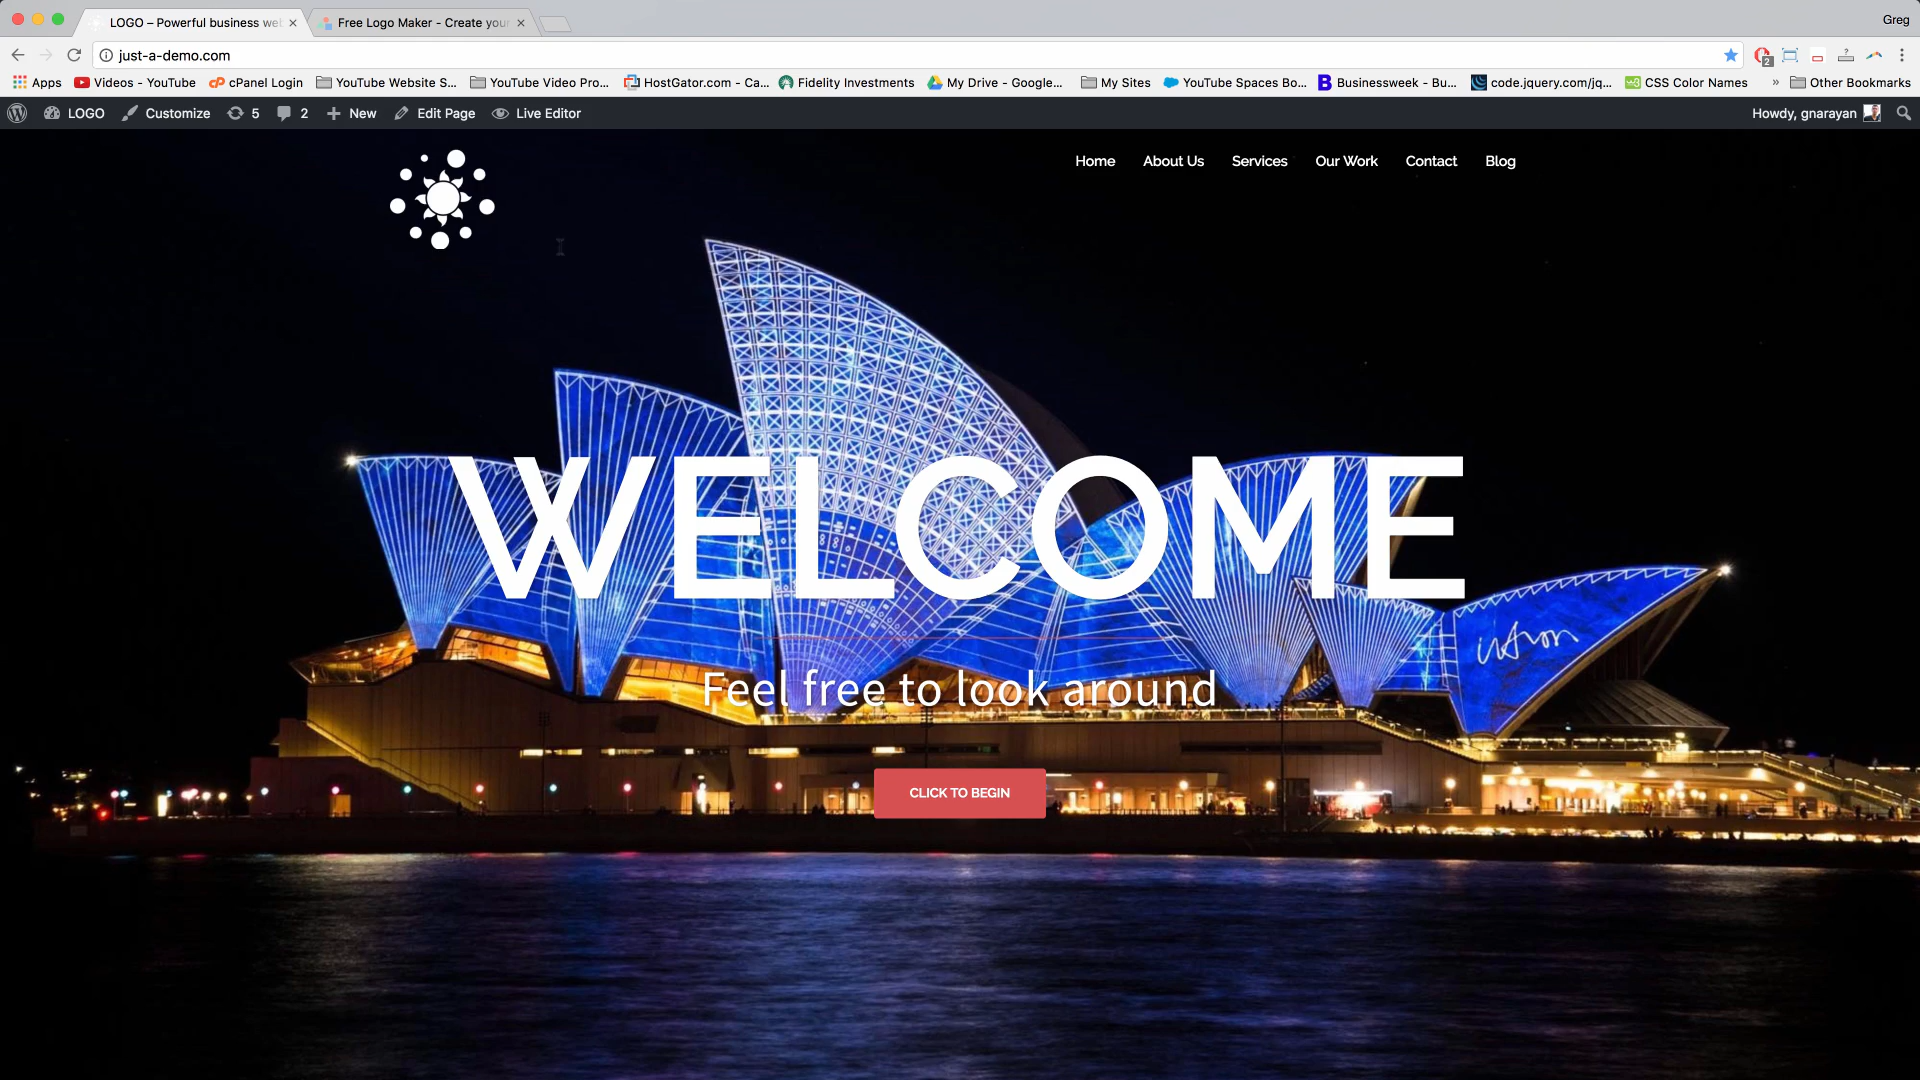 LOGO – Powerful business we
Free Logo Maker - Create your
Greg
just-a-demo.com
2
Apps
Videos - YouTube
cP cPanel Login
YouTube Website S...
YouTube Video Pro...
HostGator.com - Ca...
Fidelity Investments
My Drive - Google...
My Sites
YouTube Spaces Bo...
B Businessweek - Bu...
code.jquery.com/jq...
CSS Color Names
»
Other Bookmarks
LOGO
Customize
5
2
New
Edit Page
Live Editor
Howdy, gnarayan
Home
About Us
Services
Our Work
Contact
Blog
WELCOME
Utzon
Feel free to look around
CLICK TO BEGIN